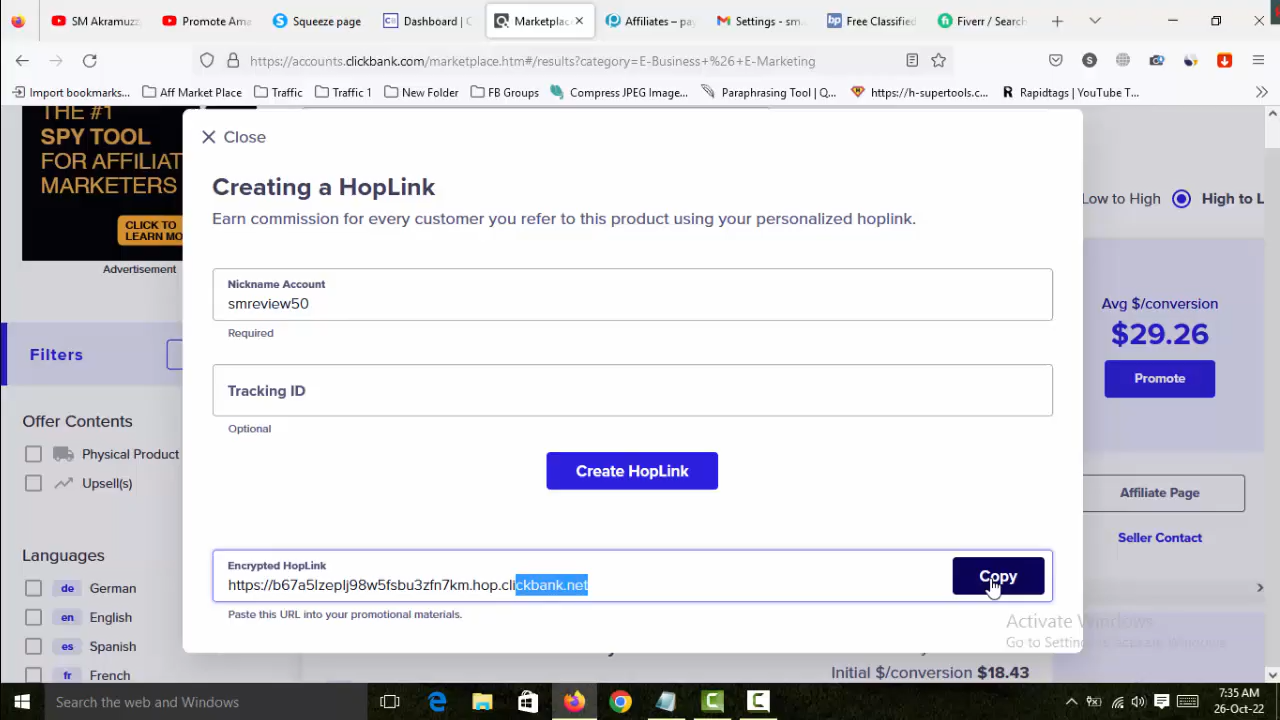 SM Akramuzz
Promote Ama
Squeeze page
Dashboard | C
Marketplace
Affiliates – pay
Settings - sm
Free Classified
Fiverr / Search
https://accounts.clickbank.com/marketplace.htm#/results?category=E-Business+%26+E-Marketing
Import bookmarks...
Aff Market Place
Traffic
Traffic 1
New Folder
FB Groups
Compress JPEG Image...
Paraphrasing Tool | Q...
https://h-supertools.c...
Rapidtags | YouTube T...
THE #1
SPY TOOL
FOR AFFILIAT
MARKETERS
CLICK TO
LEARN MO
Advertisement
Close
Creating a HopLink
Earn commission for every customer you refer to this product using your personalized hoplink.
Low to High
High to L
Nickname Account
smreview50
Required
Avg $/conversion
$29.26
Promote
Filters
Tracking ID
Optional
Offer Contents
Physical Product
Upsell(s)
Create HopLink
Affiliate Page
Seller Contact
Languages
de German
en English
es Spanish
fr French
Encrypted HopLink
https://b67a5lzeplj98w5fsbu3zfn7km.hop.clickbank.net
Copy
Paste this URL into your promotional materials.
Activate Windows
Initial $/conversion $18.43
Search the web and Windows
7:35 AM
26-Oct-22